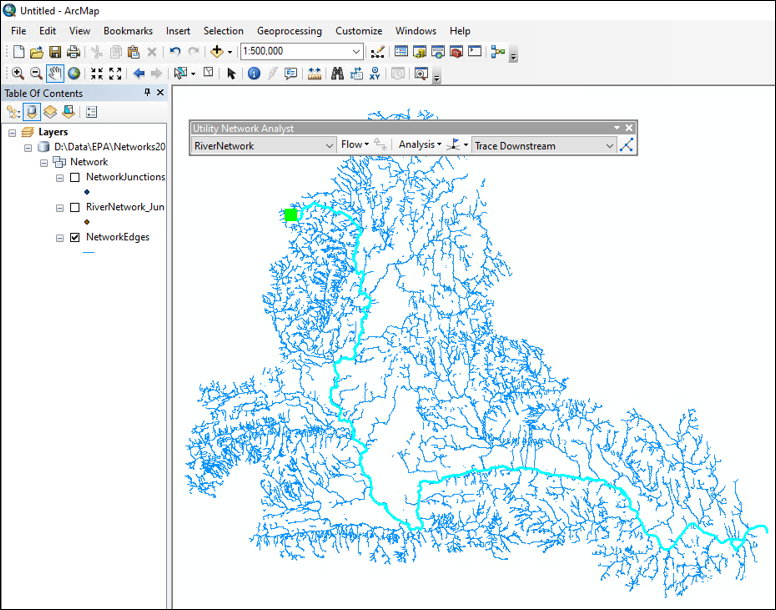 Untitled - ArcMap
File Edit View Bookmarks Insert Selection Geoprocessing Customize Windows Help
1:500,000
Table Of Contents
Utility Network Analyst
RiverNetwork Flow Analysis Trace Downstream
Layers
D:\Data\EPA\Networks20
Network
NetworkJunctions
RiverNetwork_Jun
NetworkEdges